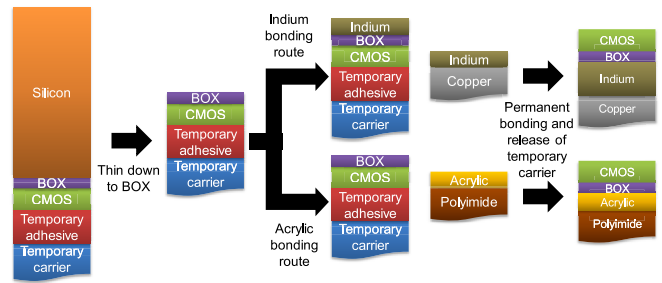 Silicon
BOX
CMOS
Temporary
adhesive
Temporary
carrier
Thin down
to BOX
BOX
CMOS
Temporary
adhesive
Temporary
carrier
Indium
bonding
route
Indium
BOX
CMOS
Temporary
adhesive
Temporary
carrier
Indium
Copper
CMOS
BOX
Indium
Copper
Permanent
bonding and
release of
temporary
carrier
Acrylic
bonding
route
BOX
CMOS
Temporary
adhesive
Temporary
carrier
Acrylic
Polyimide
CMOS
BOX
Acrylic
Polyimide